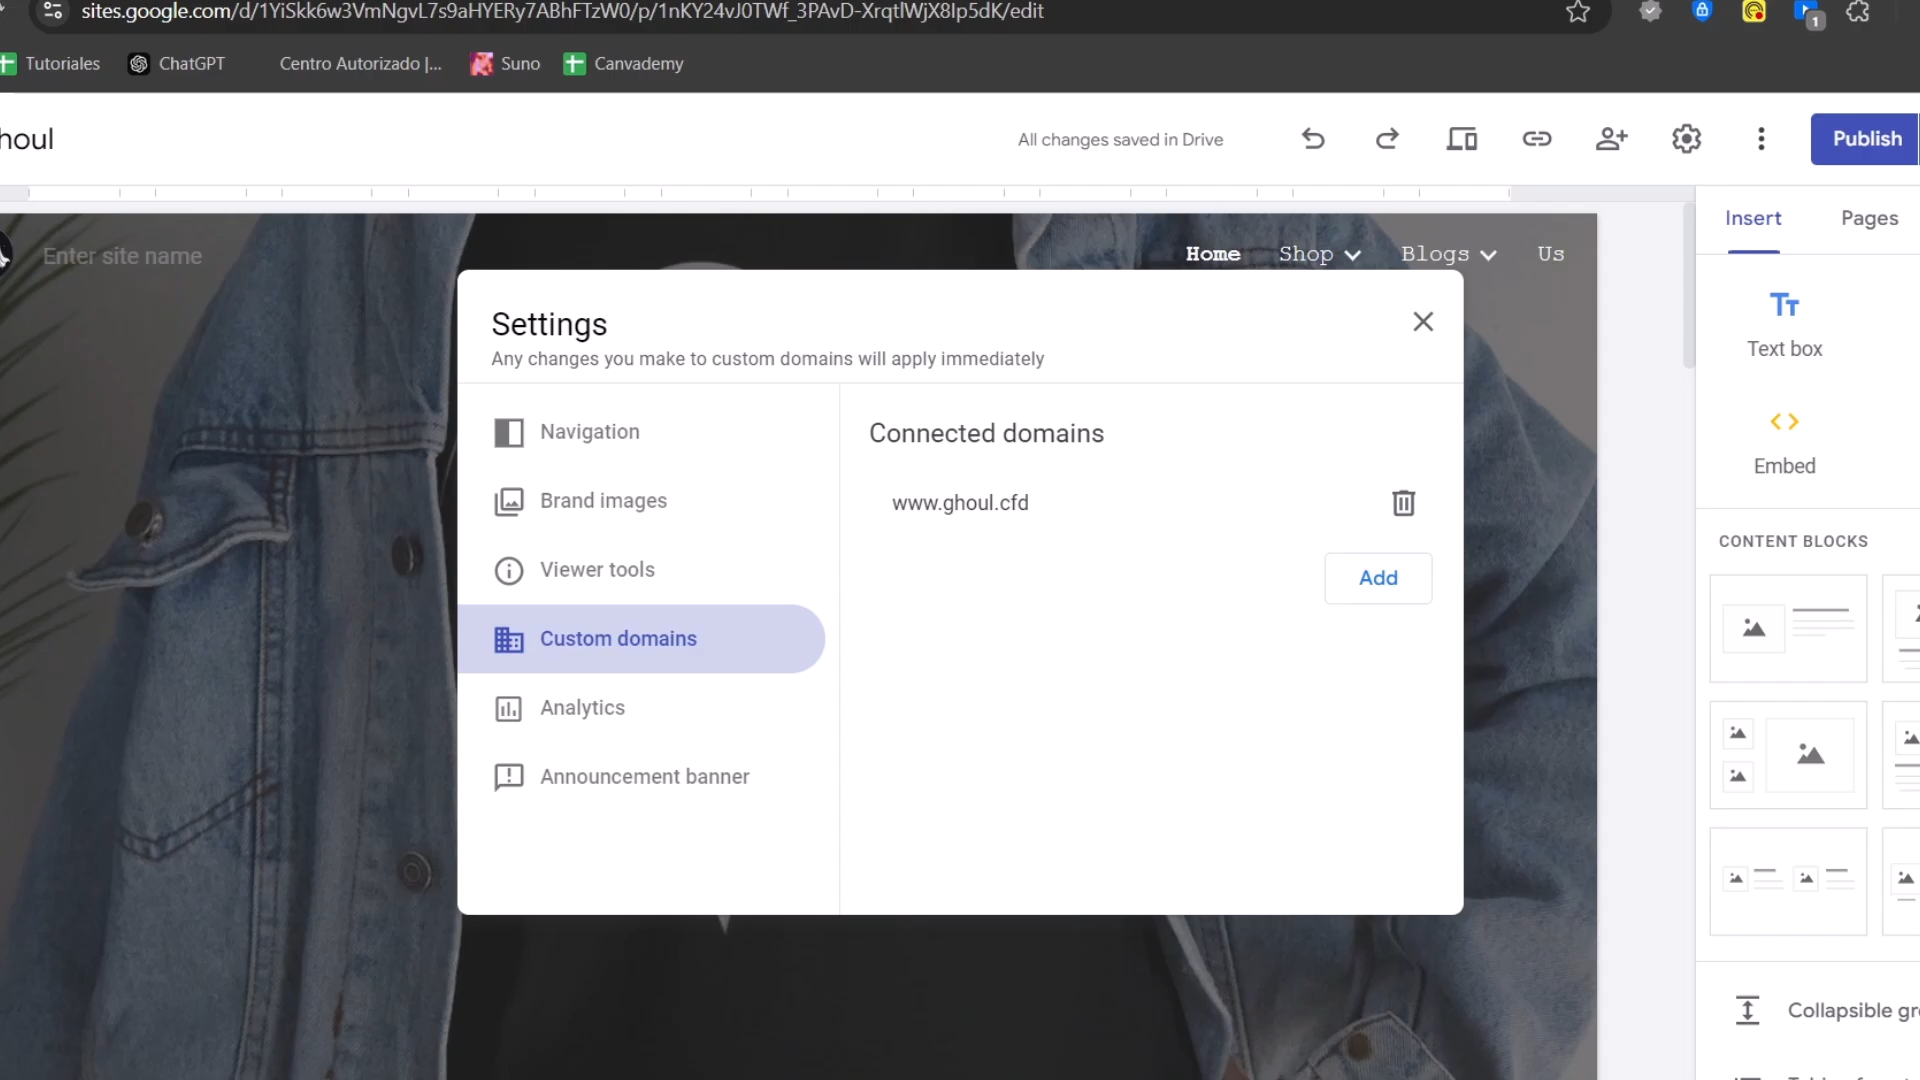 sites.google.com/d/1YiSkk6w3VmNgvL7s9aHYERy7ABhFTzW0/p/1nKY24vJ0TWf_3PAvD-XrqtlWjX8Ip5dK/edit
1
Tutoriales
ChatGPT
Centro Autorizado |...
Suno
Canvademy
houl
All changes saved in Drive
Publish
Insert
Pages
Enter site name
Home
Shop
Blogs
Us
Settings
Any changes you make to custom domains will apply immediately
Navigation
Brand images
Viewer tools
Custom domains
Analytics
Announcement banner
Connected domains
www.ghoul.cfd
Add
Text box
Embed
CONTENT BLOCKS
Collapsible gr